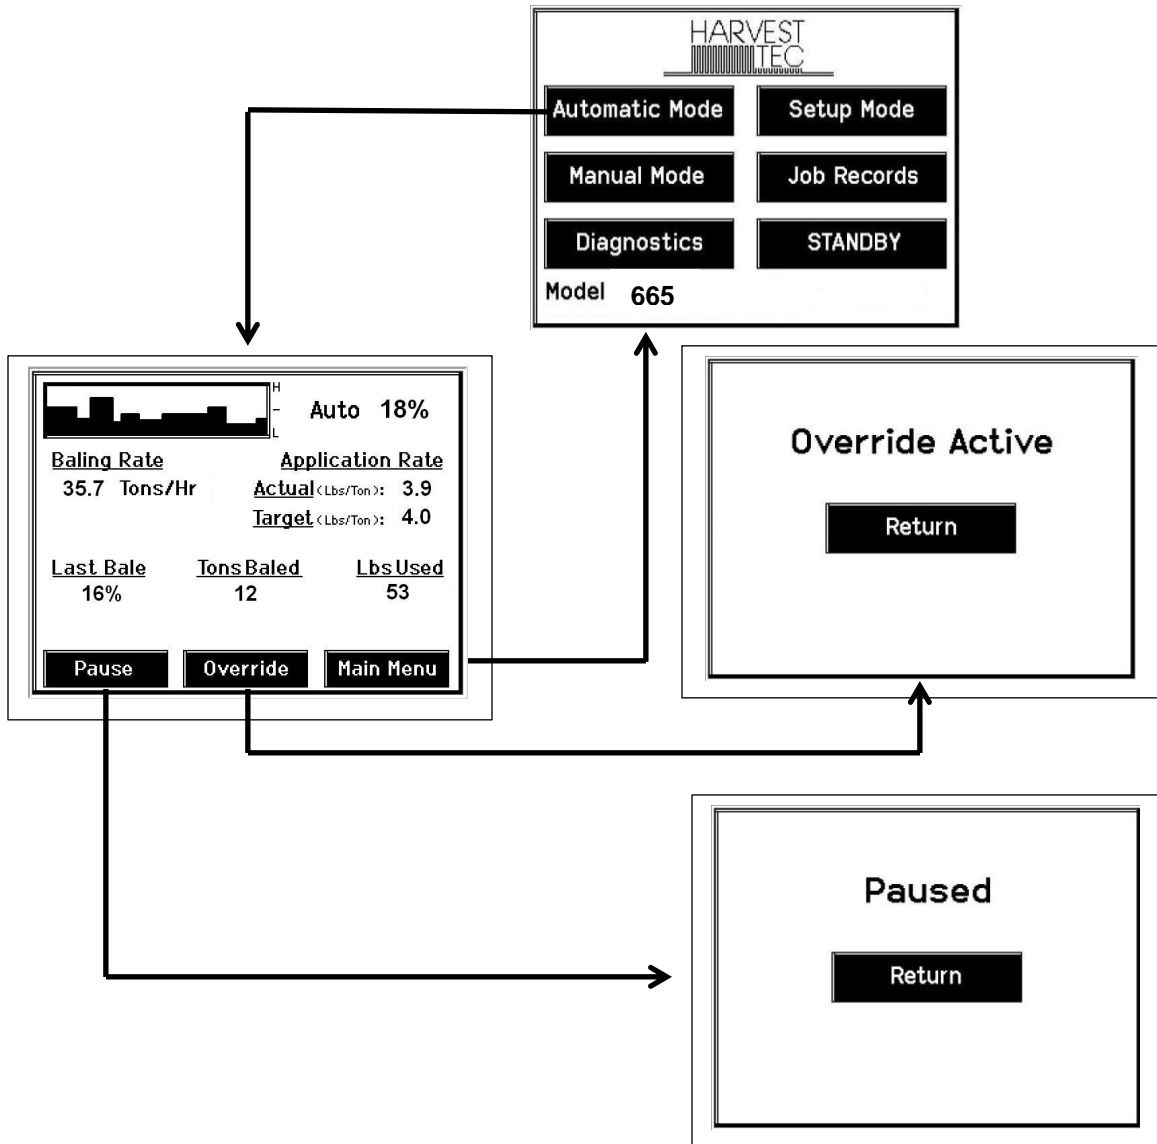 HARVEST
TEC
Automatic Mode Setup Mode
Manual Mode Job Records
Diagnostics STANDBY
Model 665
H
-
L
Auto 18%
Baling Rate Application Rate
35.7 Tons/Hr Actual (Lbs/Ton): 3.9
Target (Lbs/Ton): 4.0
Last Bale Tons Baled Lbs Used
16% 12 53
Pause Override Main Menu
Override Active
Return
Paused
Return